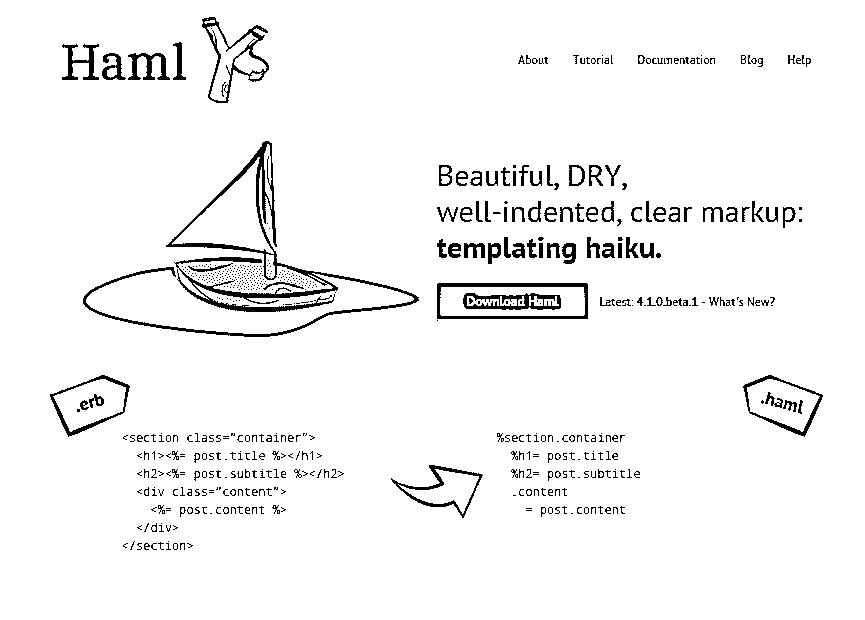 Haml
About Tutorial Documentation Blog Help
Beautiful, DRY,
well-indented, clear markup:
templating haiku.
Download Haml
Latest: 4.1.0.beta.1 - What's New?
.erb
<section class="container">
  <h1><%= post.title %></h1>
  <h2><%= post.subtitle %></h2>
  <div class="content">
    <%= post.content %>
  </div>
</section>
.haml
%section.container
  %h1= post.title
  %h2= post.subtitle
  .content
    = post.content